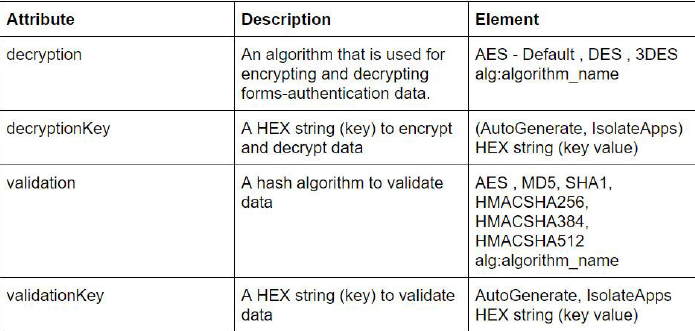 Attribute Description Element
decryption An algorithm that is used for AES - Default , DES , 3DES
encrypting and decrypting alg:algorithm_name
forms-authentication data.
decryptionKey A HEX string (key) to encrypt (AutoGenerate, IsolateApps)
and decrypt data HEX string (key value)
validation A hash algorithm to validate AES , MD5, SHA1,
data HMACSHA256,
HMACSHA384,
HMACSHA512
alg:algorithm_name
validationKey A HEX string (key) to validate AutoGenerate, IsolateApps
data HEX string (key value)